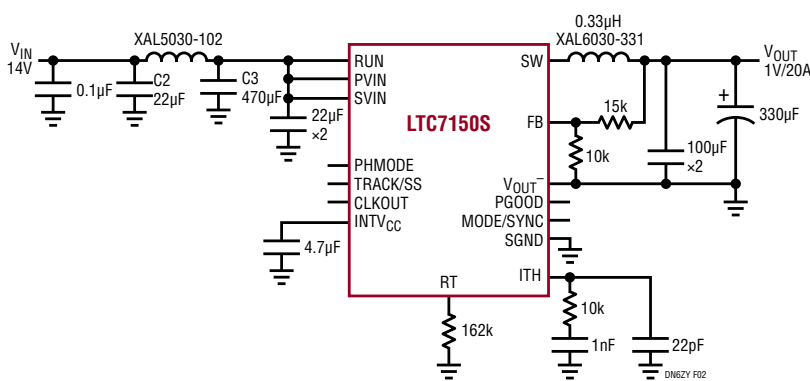 0.33µH
XAL5030-102
XAL6030-331
VIN
14V
RUN
SW
VOUT
1V/20A
0.1µF
C2
22µF
C3
470µF
PVIN
SVIN
22µF
×2
LTC7150S
15k
FB
10k
+
330µF
100µF
×2
PHMODE
TRACK/SS
CLKOUT
INTVCC
VOUT–
PGOOD
MODE/SYNC
SGND
4.7µF
RT
ITH
162k
10k
1nF
22pF
DN6ZY F02